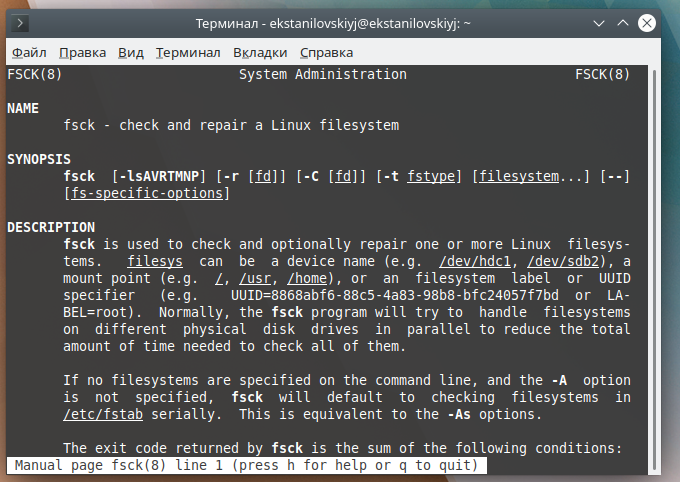 Терминал - ekstanilovskiyj@ekstanilovskiyj: ~
Файл Правка Вид Терминал Вкладки Справка
FSCK(8) System Administration FSCK(8)
NAME
fsck - check and repair a Linux filesystem
SYNOPSIS
fsck [-lsAVRTMNP] [-r [fd]] [-C [fd]] [-t fstype] [filesystem...] [--]
[fs-specific-options]
DESCRIPTION
fsck is used to check and optionally repair one or more Linux filesys-
tems. filesys can be a device name (e.g. /dev/hdc1, /dev/sdb2), a
mount point (e.g. /, /usr, /home), or an filesystem label or UUID
specifier (e.g. UUID=8868abf6-88c5-4a83-98b8-bfc24057f7bd or LA-
BEL=root). Normally, the fsck program will try to handle filesystems
on different physical disk drives in parallel to reduce the total
amount of time needed to check all of them.
If no filesystems are specified on the command line, and the -A option
is not specified, fsck will default to checking filesystems in
/etc/fstab serially. This is equivalent to the -As options.
The exit code returned by fsck is the sum of the following conditions:
Manual page fsck(8) line 1 (press h for help or q to quit)